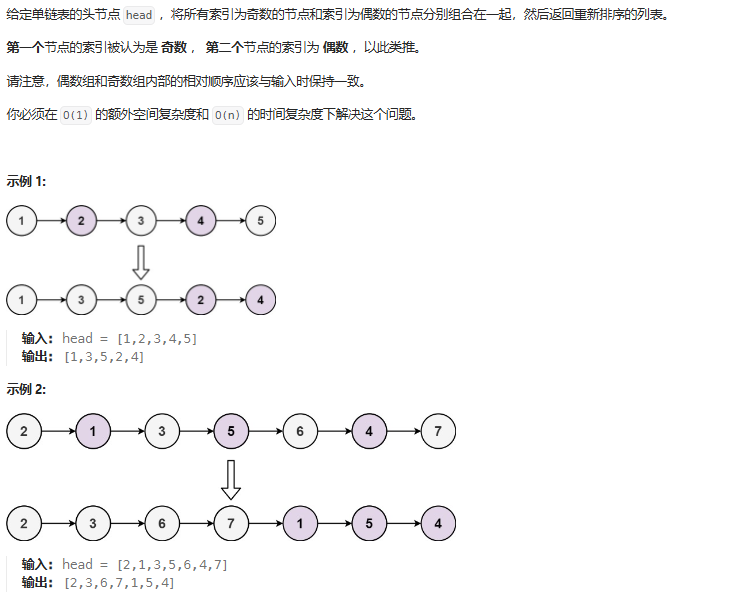 给定单链表的头节点 head ，将所有索引为奇数的节点和索引为偶数的节点分别组合在一起，然后返回重新排序的列表。
第一个节点的索引被认为是 奇数 ， 第二个节点的索引为 偶数 ，以此类推。
请注意，偶数组和奇数组内部的相对顺序应该与输入时保持一致。
你必须在 O(1) 的额外空间复杂度和 O(n) 的时间复杂度下解决这个问题。
示例 1:
1 2 3 4 5
1 3 5 2 4
输入: head = [1,2,3,4,5]
输出: [1,3,5,2,4]
示例 2:
2 1 3 5 6 4 7
2 3 6 7 1 5 4
输入: head = [2,1,3,5,6,4,7]
输出: [2,3,6,7,1,5,4]